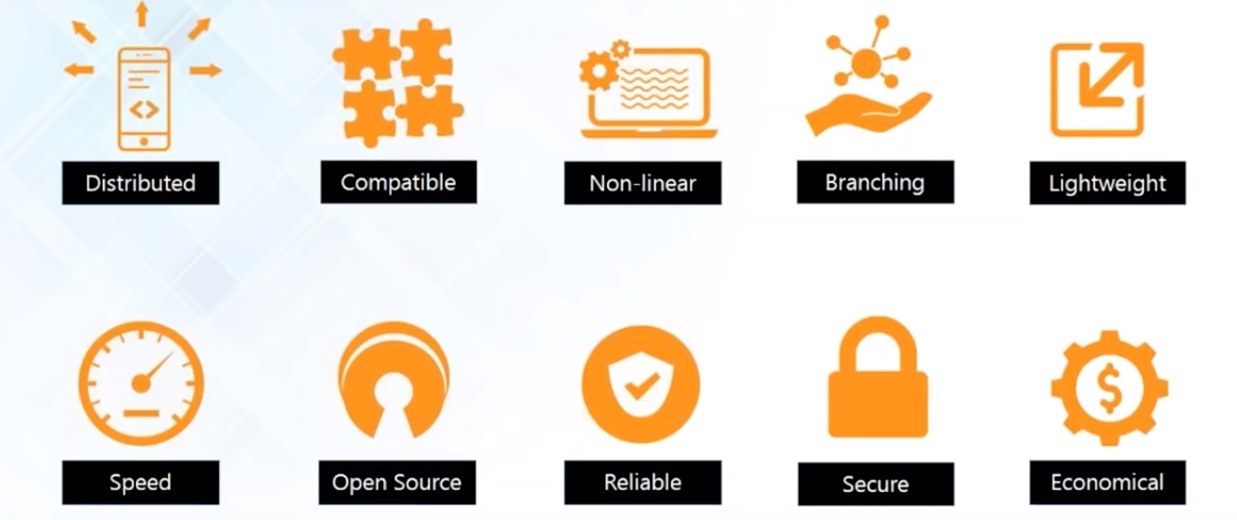 Distributed
Compatible
Non-linear
Branching
Lightweight
Speed
Open Source
Reliable
Secure
Economical